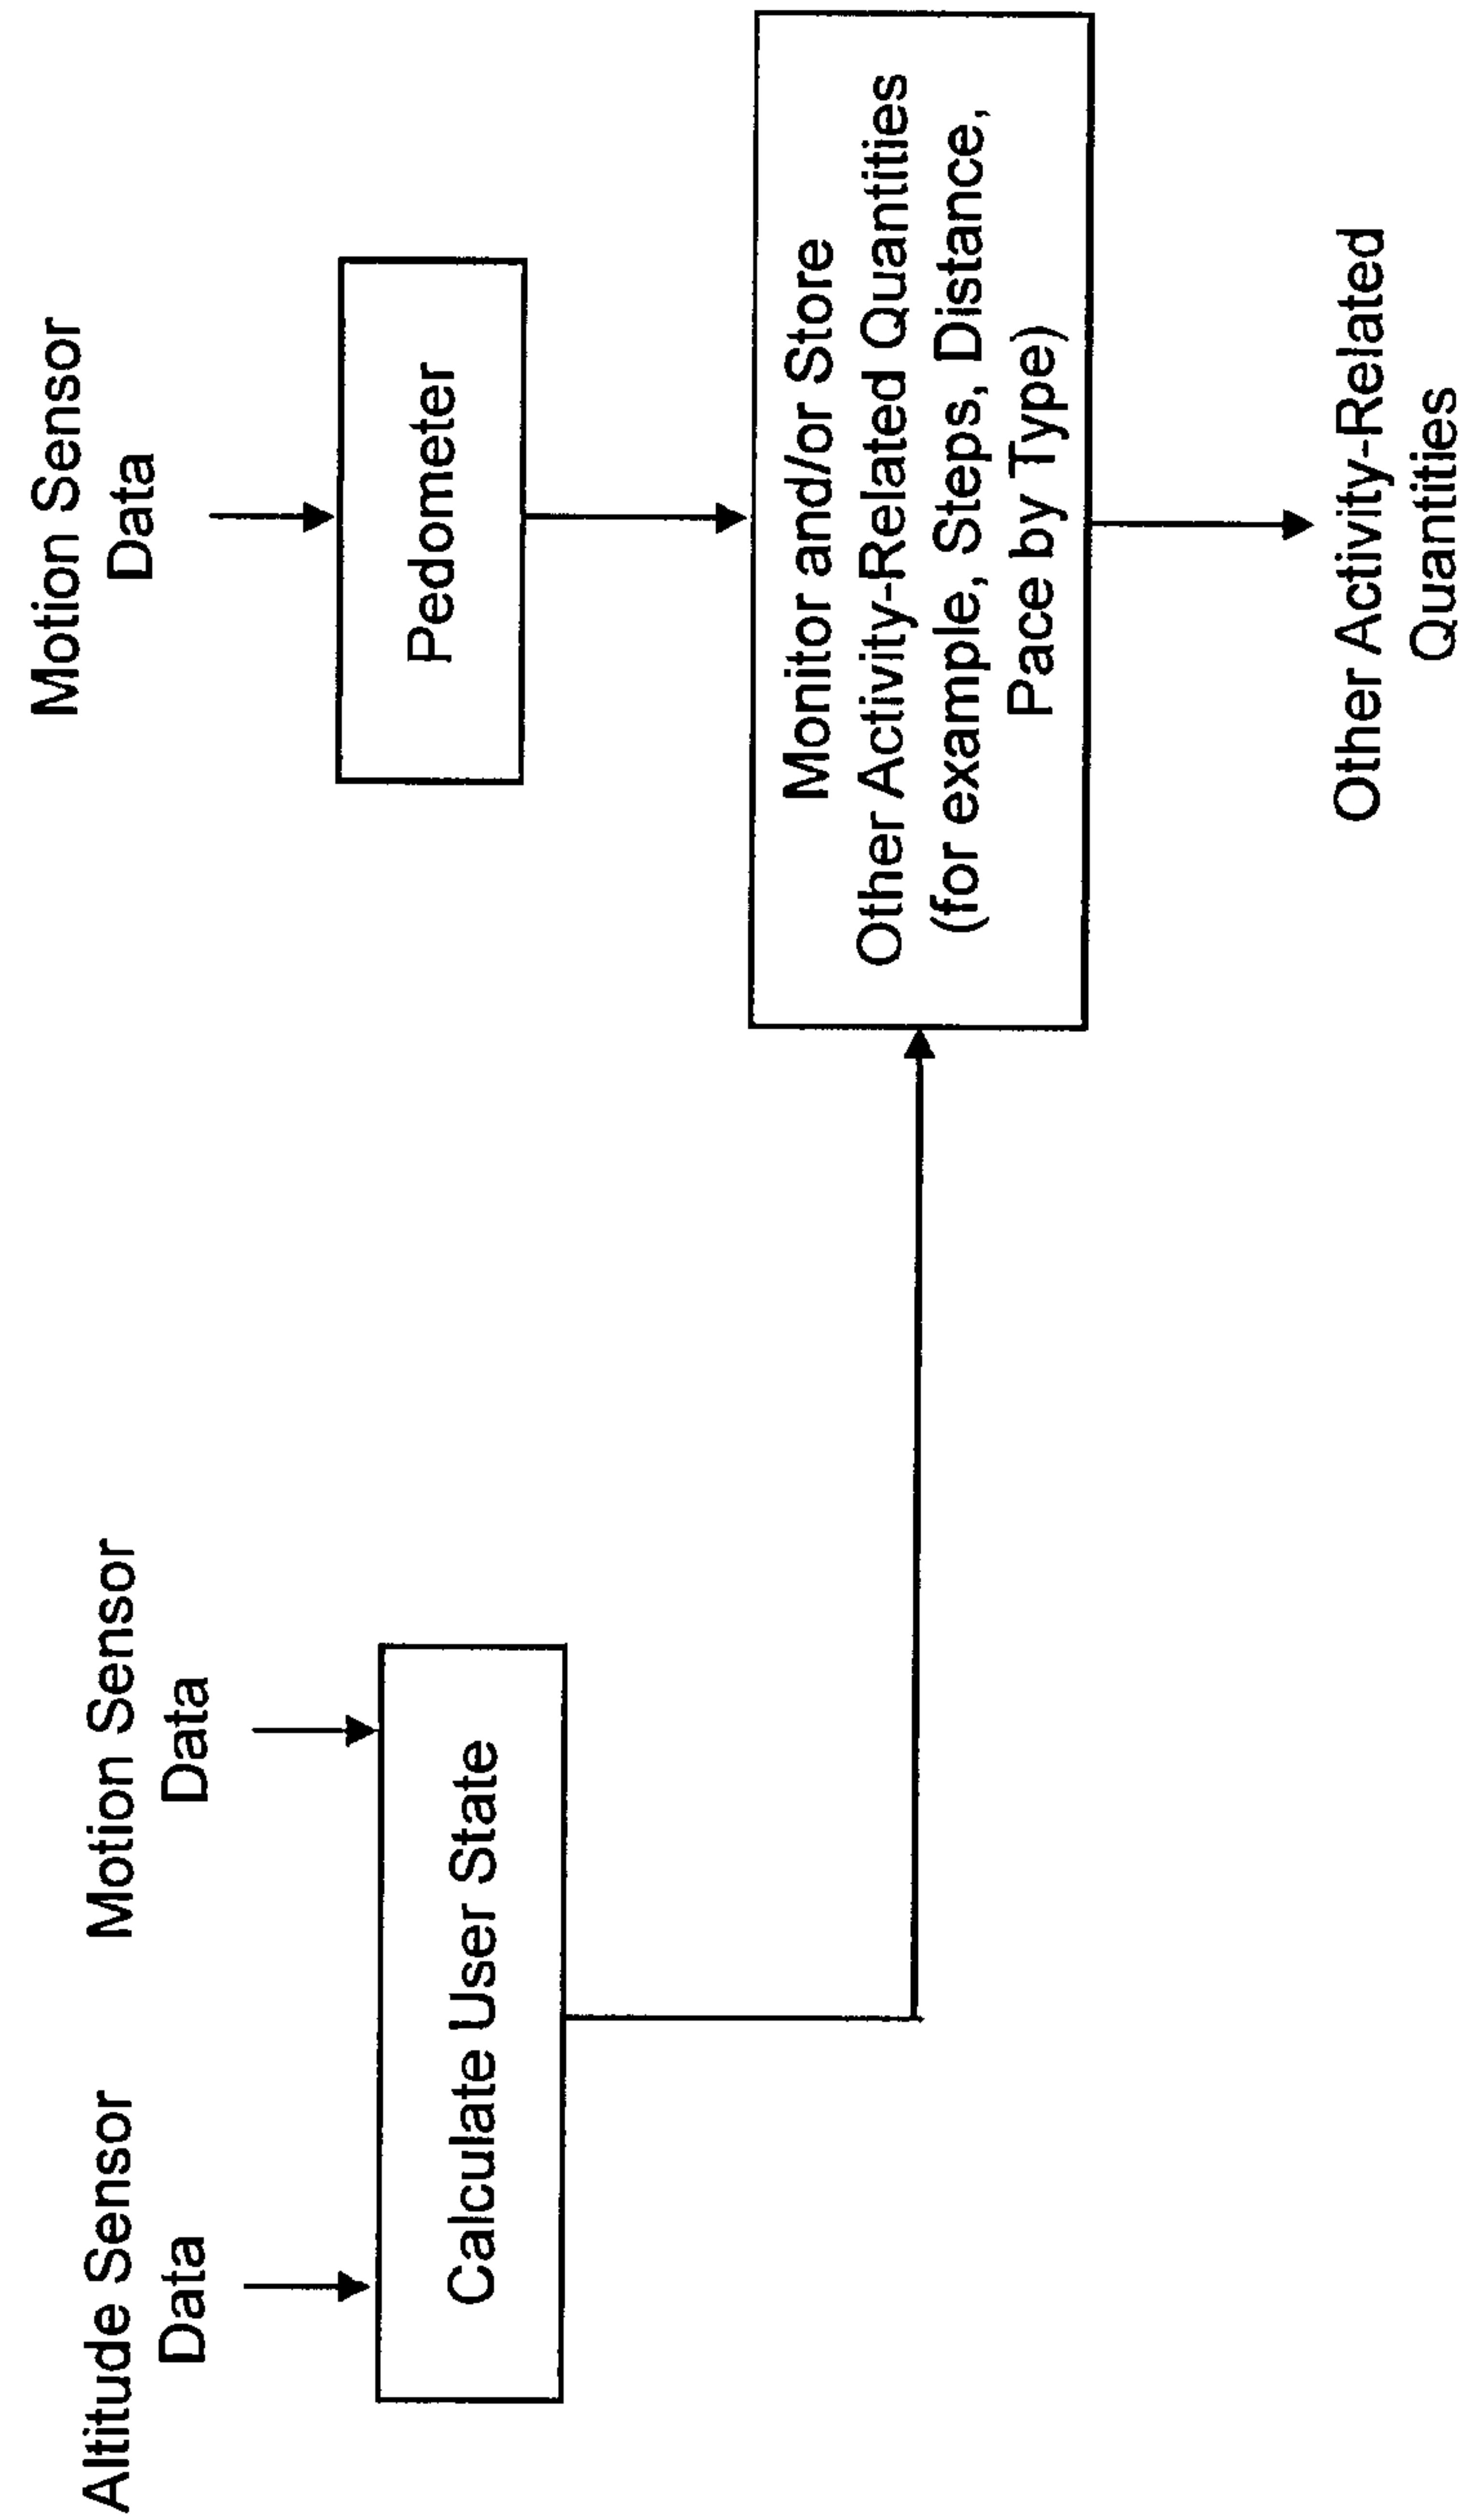 Altitude Sensor
Data
Motion Sensor
Data
Motion Sensor
Data
Calculate User State
Pedometer
Monitor and/or Store
Other Activity-Related Quantities
(for example, Steps, Distance,
Pace by Type)
Other Activity-Related
Quantities